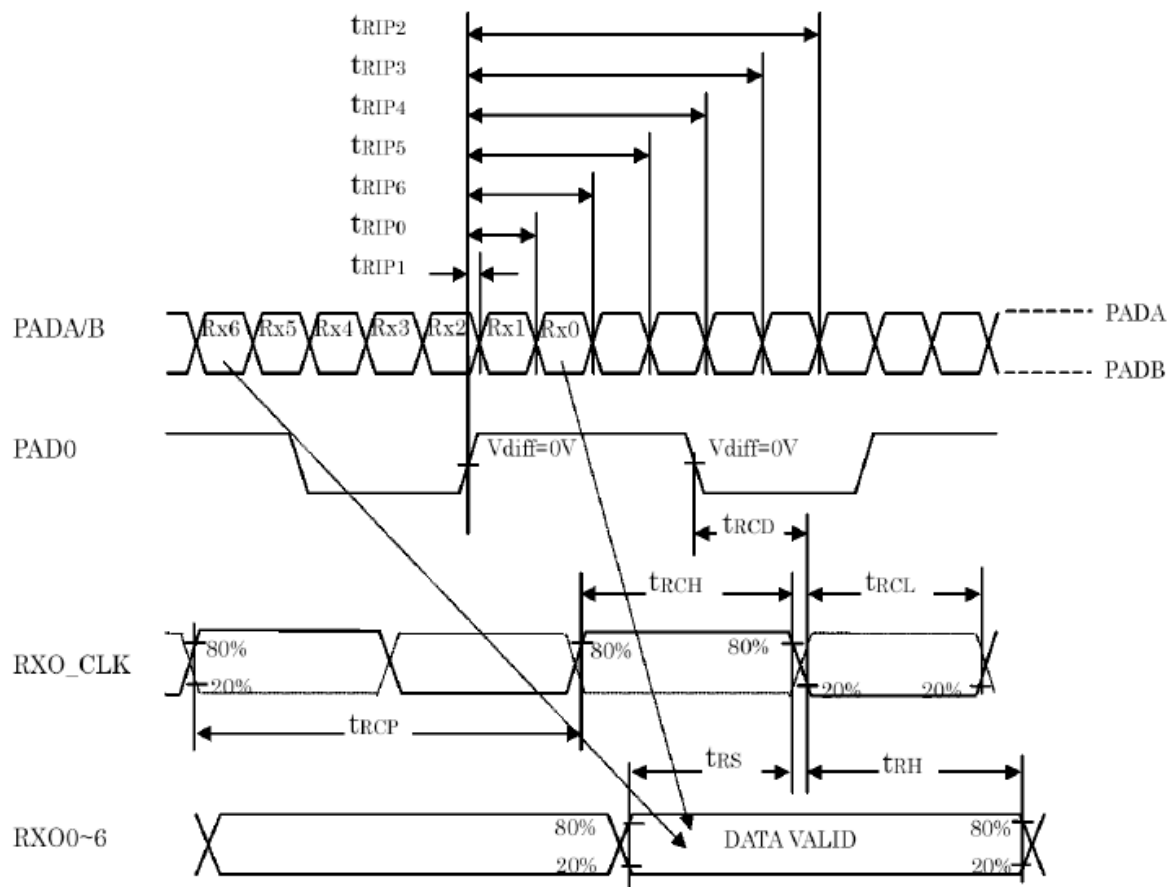 tRIP2
tRIP3
tRIP4
tRIP5
tRIP6
tRIP0
tRIP1
PADA/B
Rx6 Rx5 Rx4 Rx3 Rx2 Rx1 Rx0
PADA
PADB
PAD0
Vdiff=0V Vdiff=0V
tRCD
tRCH tRCL
RXO_CLK
80% 80% 80%
20% 20% 20%
tRCP
tRS tRH
RXO0~6
80% DATA VALID 80%
20% 20%